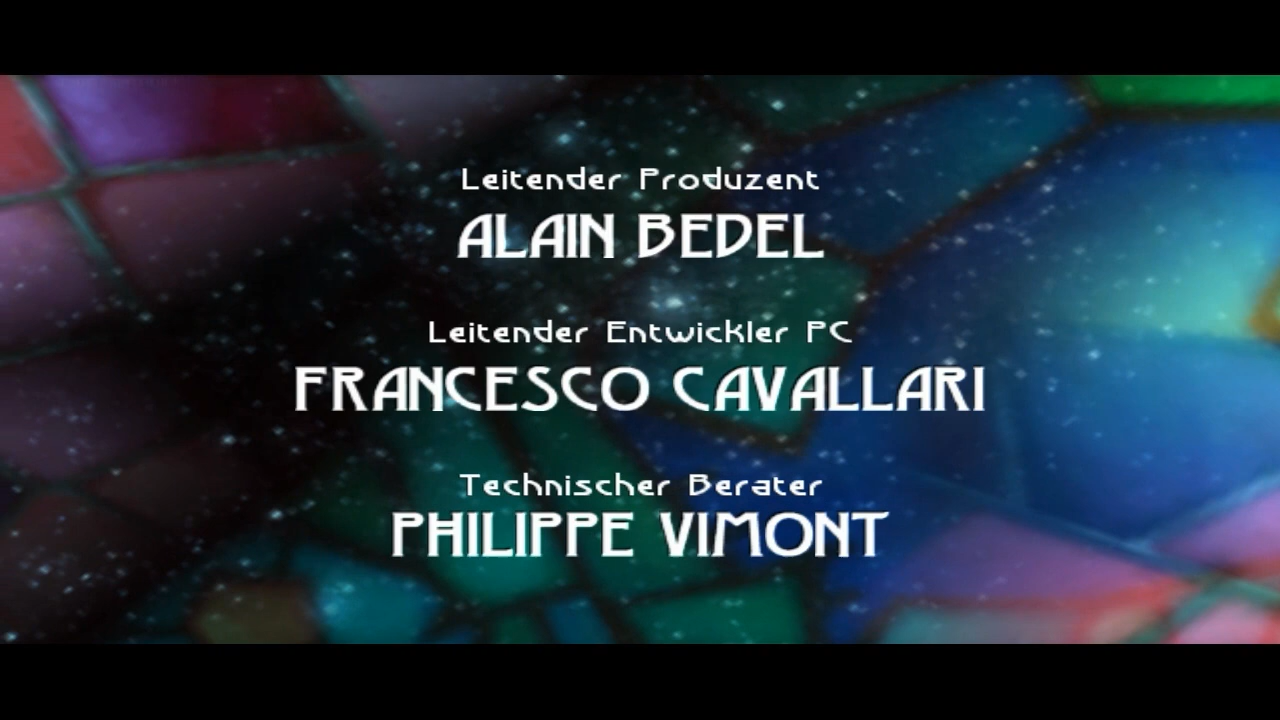 Leitender Produzent
ALAIN BEDEL
Leitender Entwickler PC
FRANCESCO CAVALLARI
Technischer Berater
PHILIPPE VIMONT